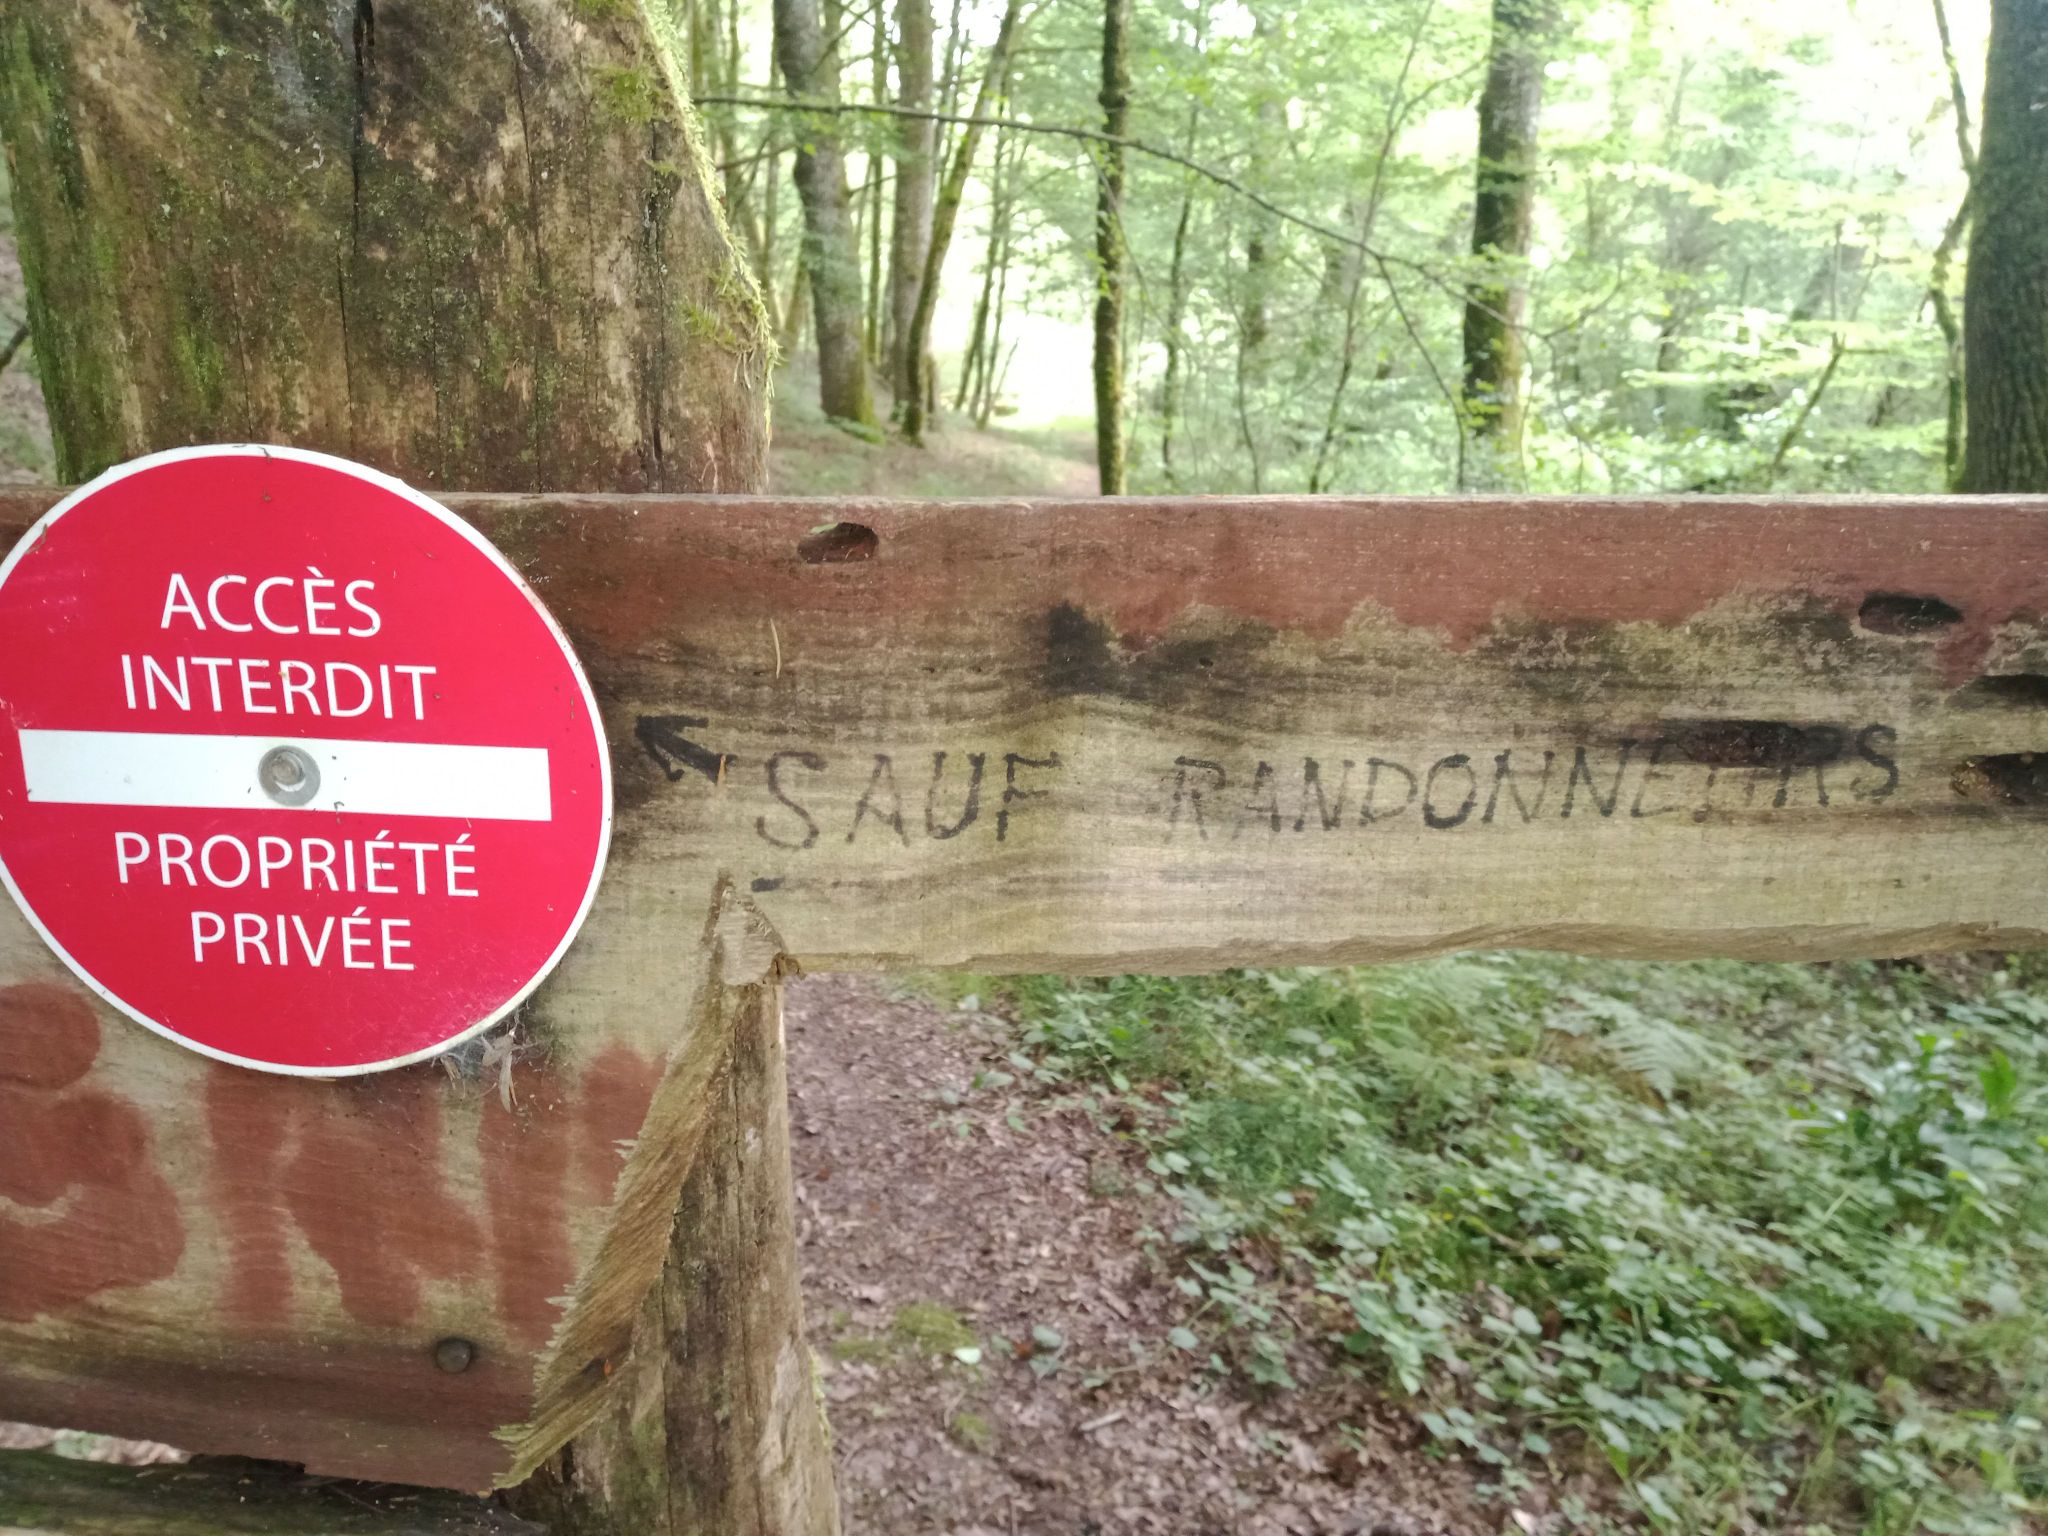 ACCÈS
INTERDIT
PROPRIÉTÉ
PRIVÉE
SAUF RANDONNEURS